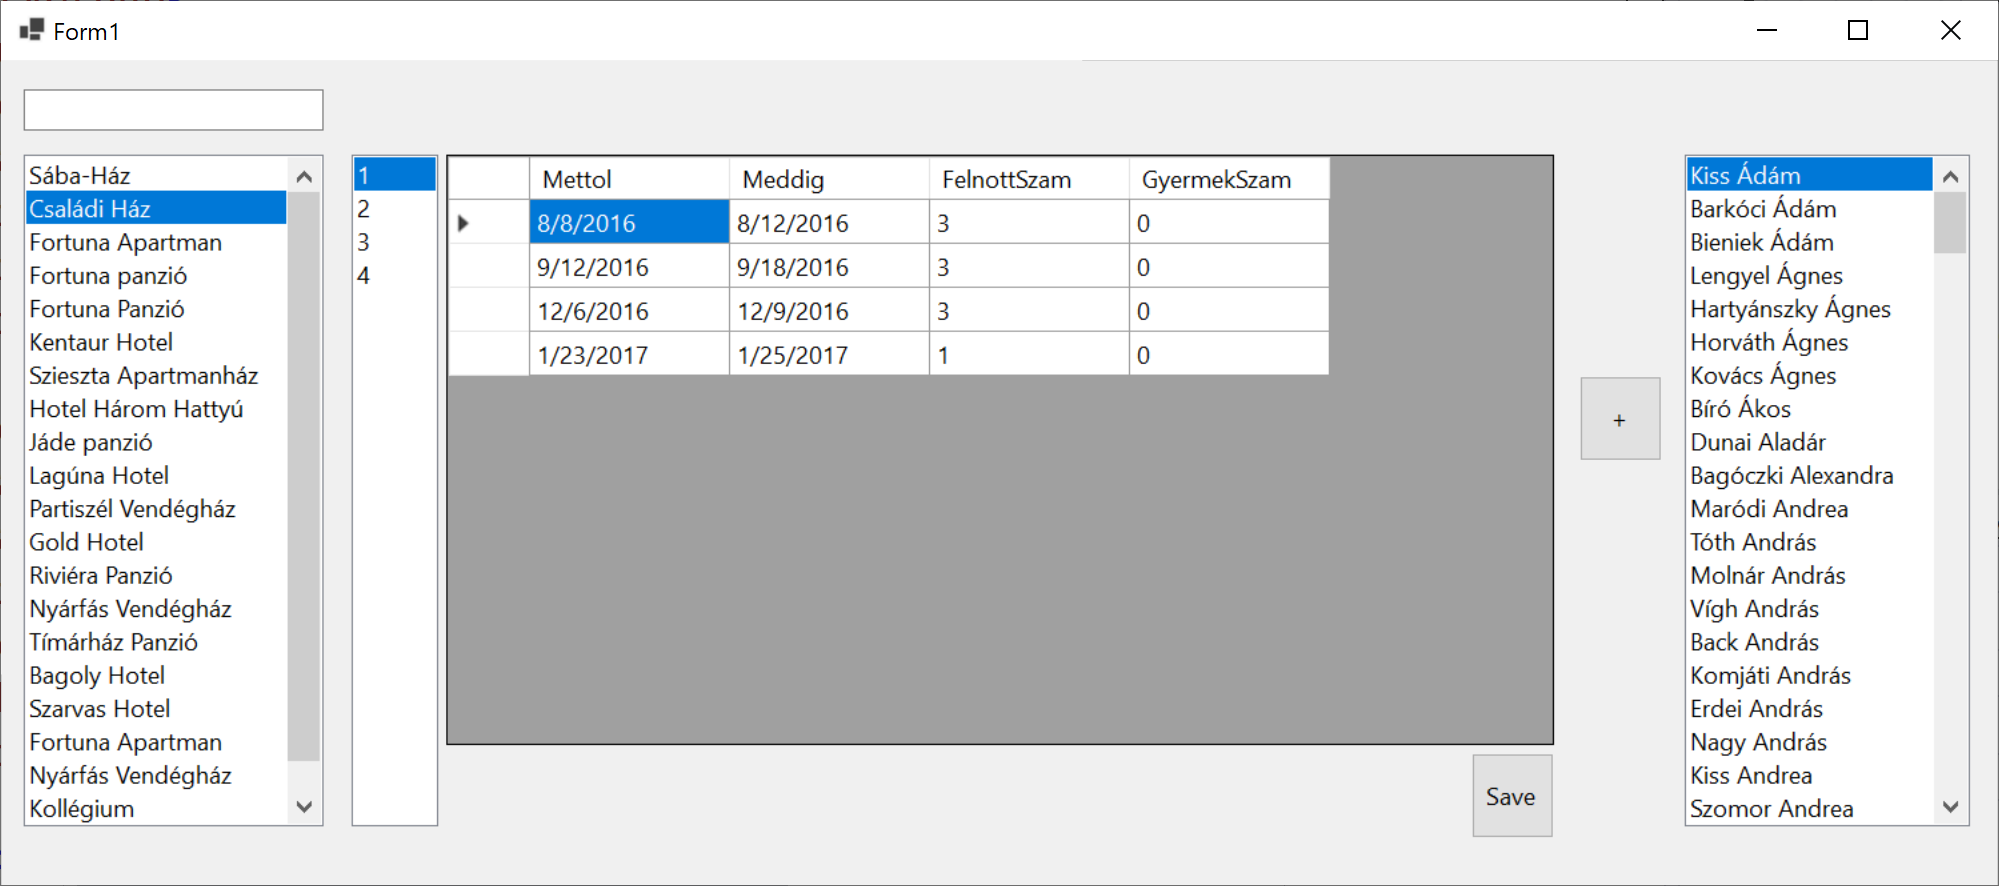 Form1
Sába-Ház
Családi Ház
Fortuna Apartman
Fortuna panzió
Fortuna Panzió
Kentaur Hotel
Szieszta Apartmanház
Hotel Három Hattyú
Jáde panzió
Lagúna Hotel
Partiszél Vendégház
Gold Hotel
Riviéra Panzió
Nyárfás Vendégház
Tímárház Panzió
Bagoly Hotel
Szarvas Hotel
Fortuna Apartman
Nyárfás Vendégház
Kollégium
1
2
3
4
Mettol Meddig FelnottSzam GyermekSzam
8/8/2016 8/12/2016 3 0
9/12/2016 9/18/2016 3 0
12/6/2016 12/9/2016 3 0
1/23/2017 1/25/2017 1 0
Save
+
Kiss Ádám
Barkóci Ádám
Bieniek Ádám
Lengyel Ágnes
Hartyánszky Ágnes
Horváth Ágnes
Kovács Ágnes
Bíró Ákos
Dunai Aladár
Bagóczki Alexandra
Maródi Andrea
Tóth András
Molnár András
Vígh András
Back András
Komjáti András
Erdei András
Nagy András
Kiss Andrea
Szomor Andrea